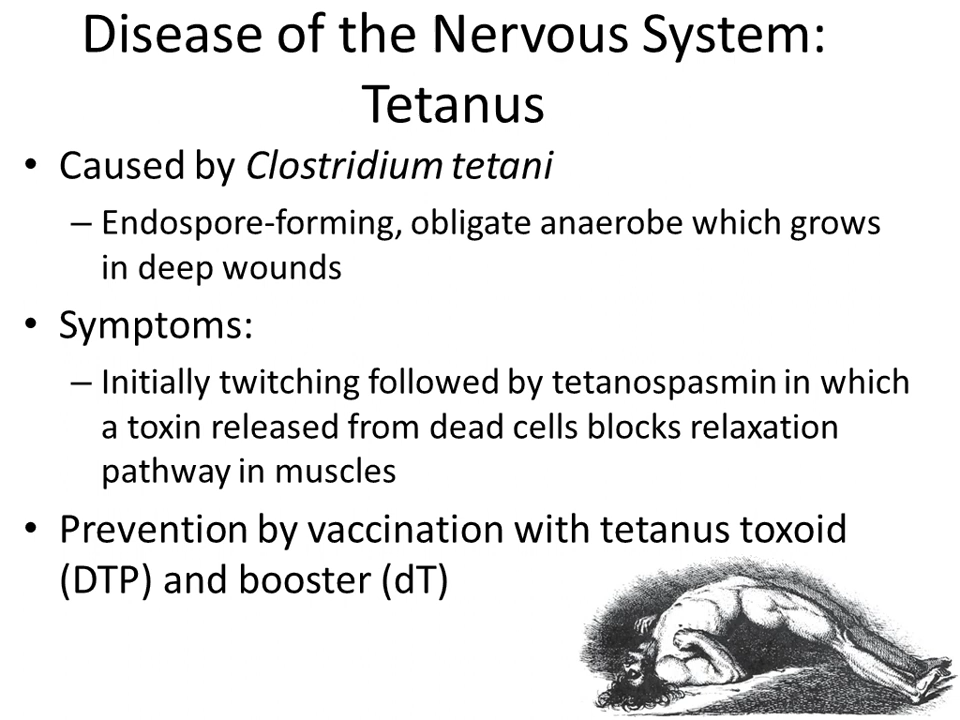 Disease of the Nervous System:
Tetanus
• Caused by Clostridium tetani
– Endospore-forming, obligate anaerobe which grows
in deep wounds
• Symptoms:
– Initially twitching followed by tetanospasmin in which
a toxin released from dead cells blocks relaxation
pathway in muscles
• Prevention by vaccination with tetanus toxoid
(DTP) and booster (dT)